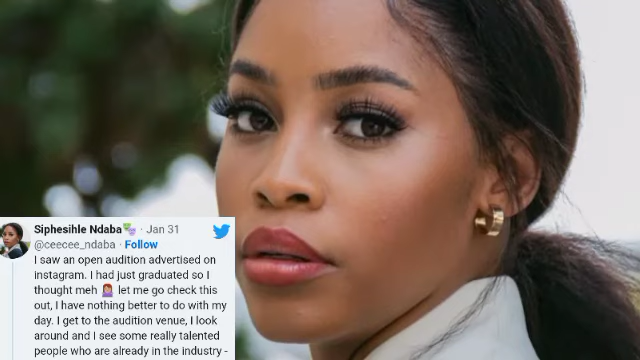 Siphesihle Ndaba🎭 · Jan 31
@ceecee_ndaba · Follow
I saw an open audition advertised on
instagram. I had just graduated so I
thought meh 🤷🏽‍♀️ let me go check this
out, I have nothing better to do with my
day. I get to the audition venue, I look
around and I see some really talented
people who are already in the industry -